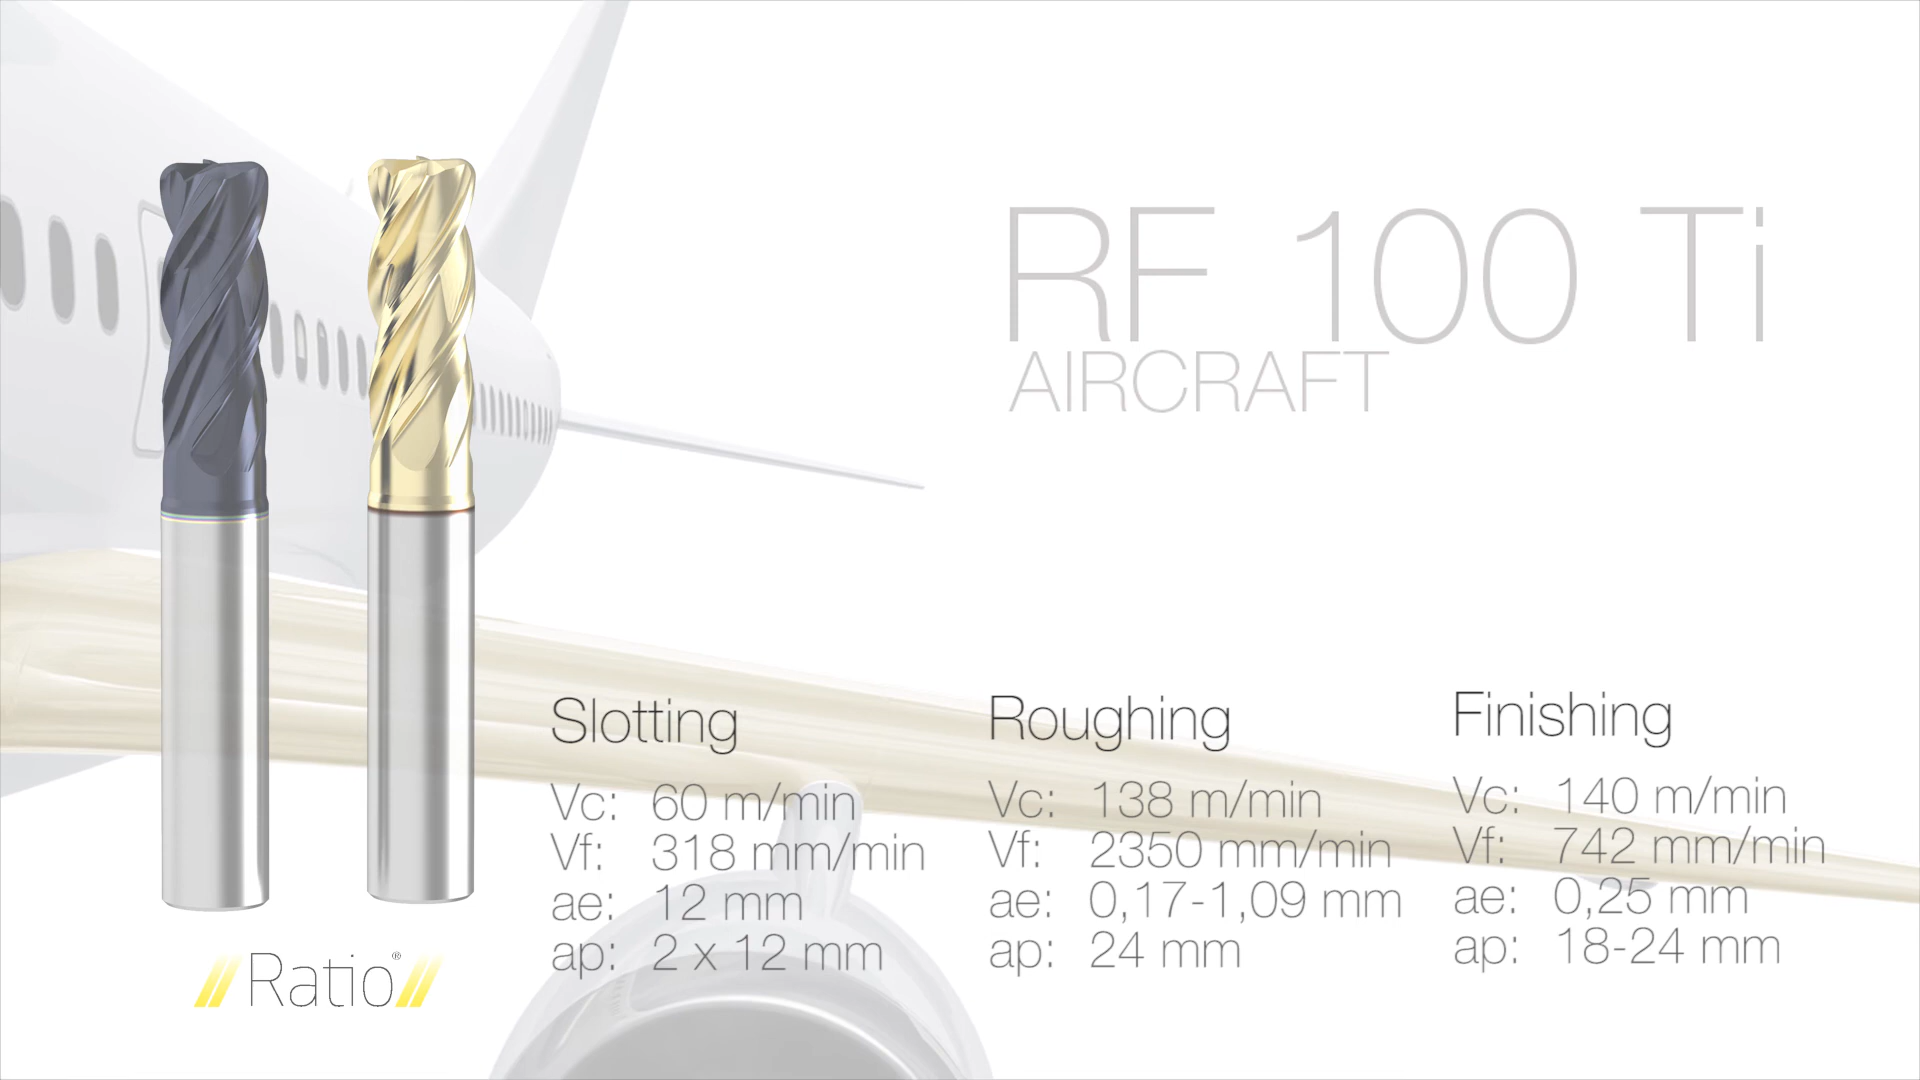 RF 100 Ti
AIRCRAFT
Slotting
Vc: 60 m/min
Vf: 318 mm/min
ae: 12 mm
ap: 2 x 12 mm
Roughing
Vc: 138 m/min
Vf: 2350 mm/min
ae: 0,17-1,09 mm
ap: 24 mm
Finishing
Vc: 140 m/min
Vf: 742 mm/min
ae: 0,25 mm
ap: 18-24 mm
Ratio®